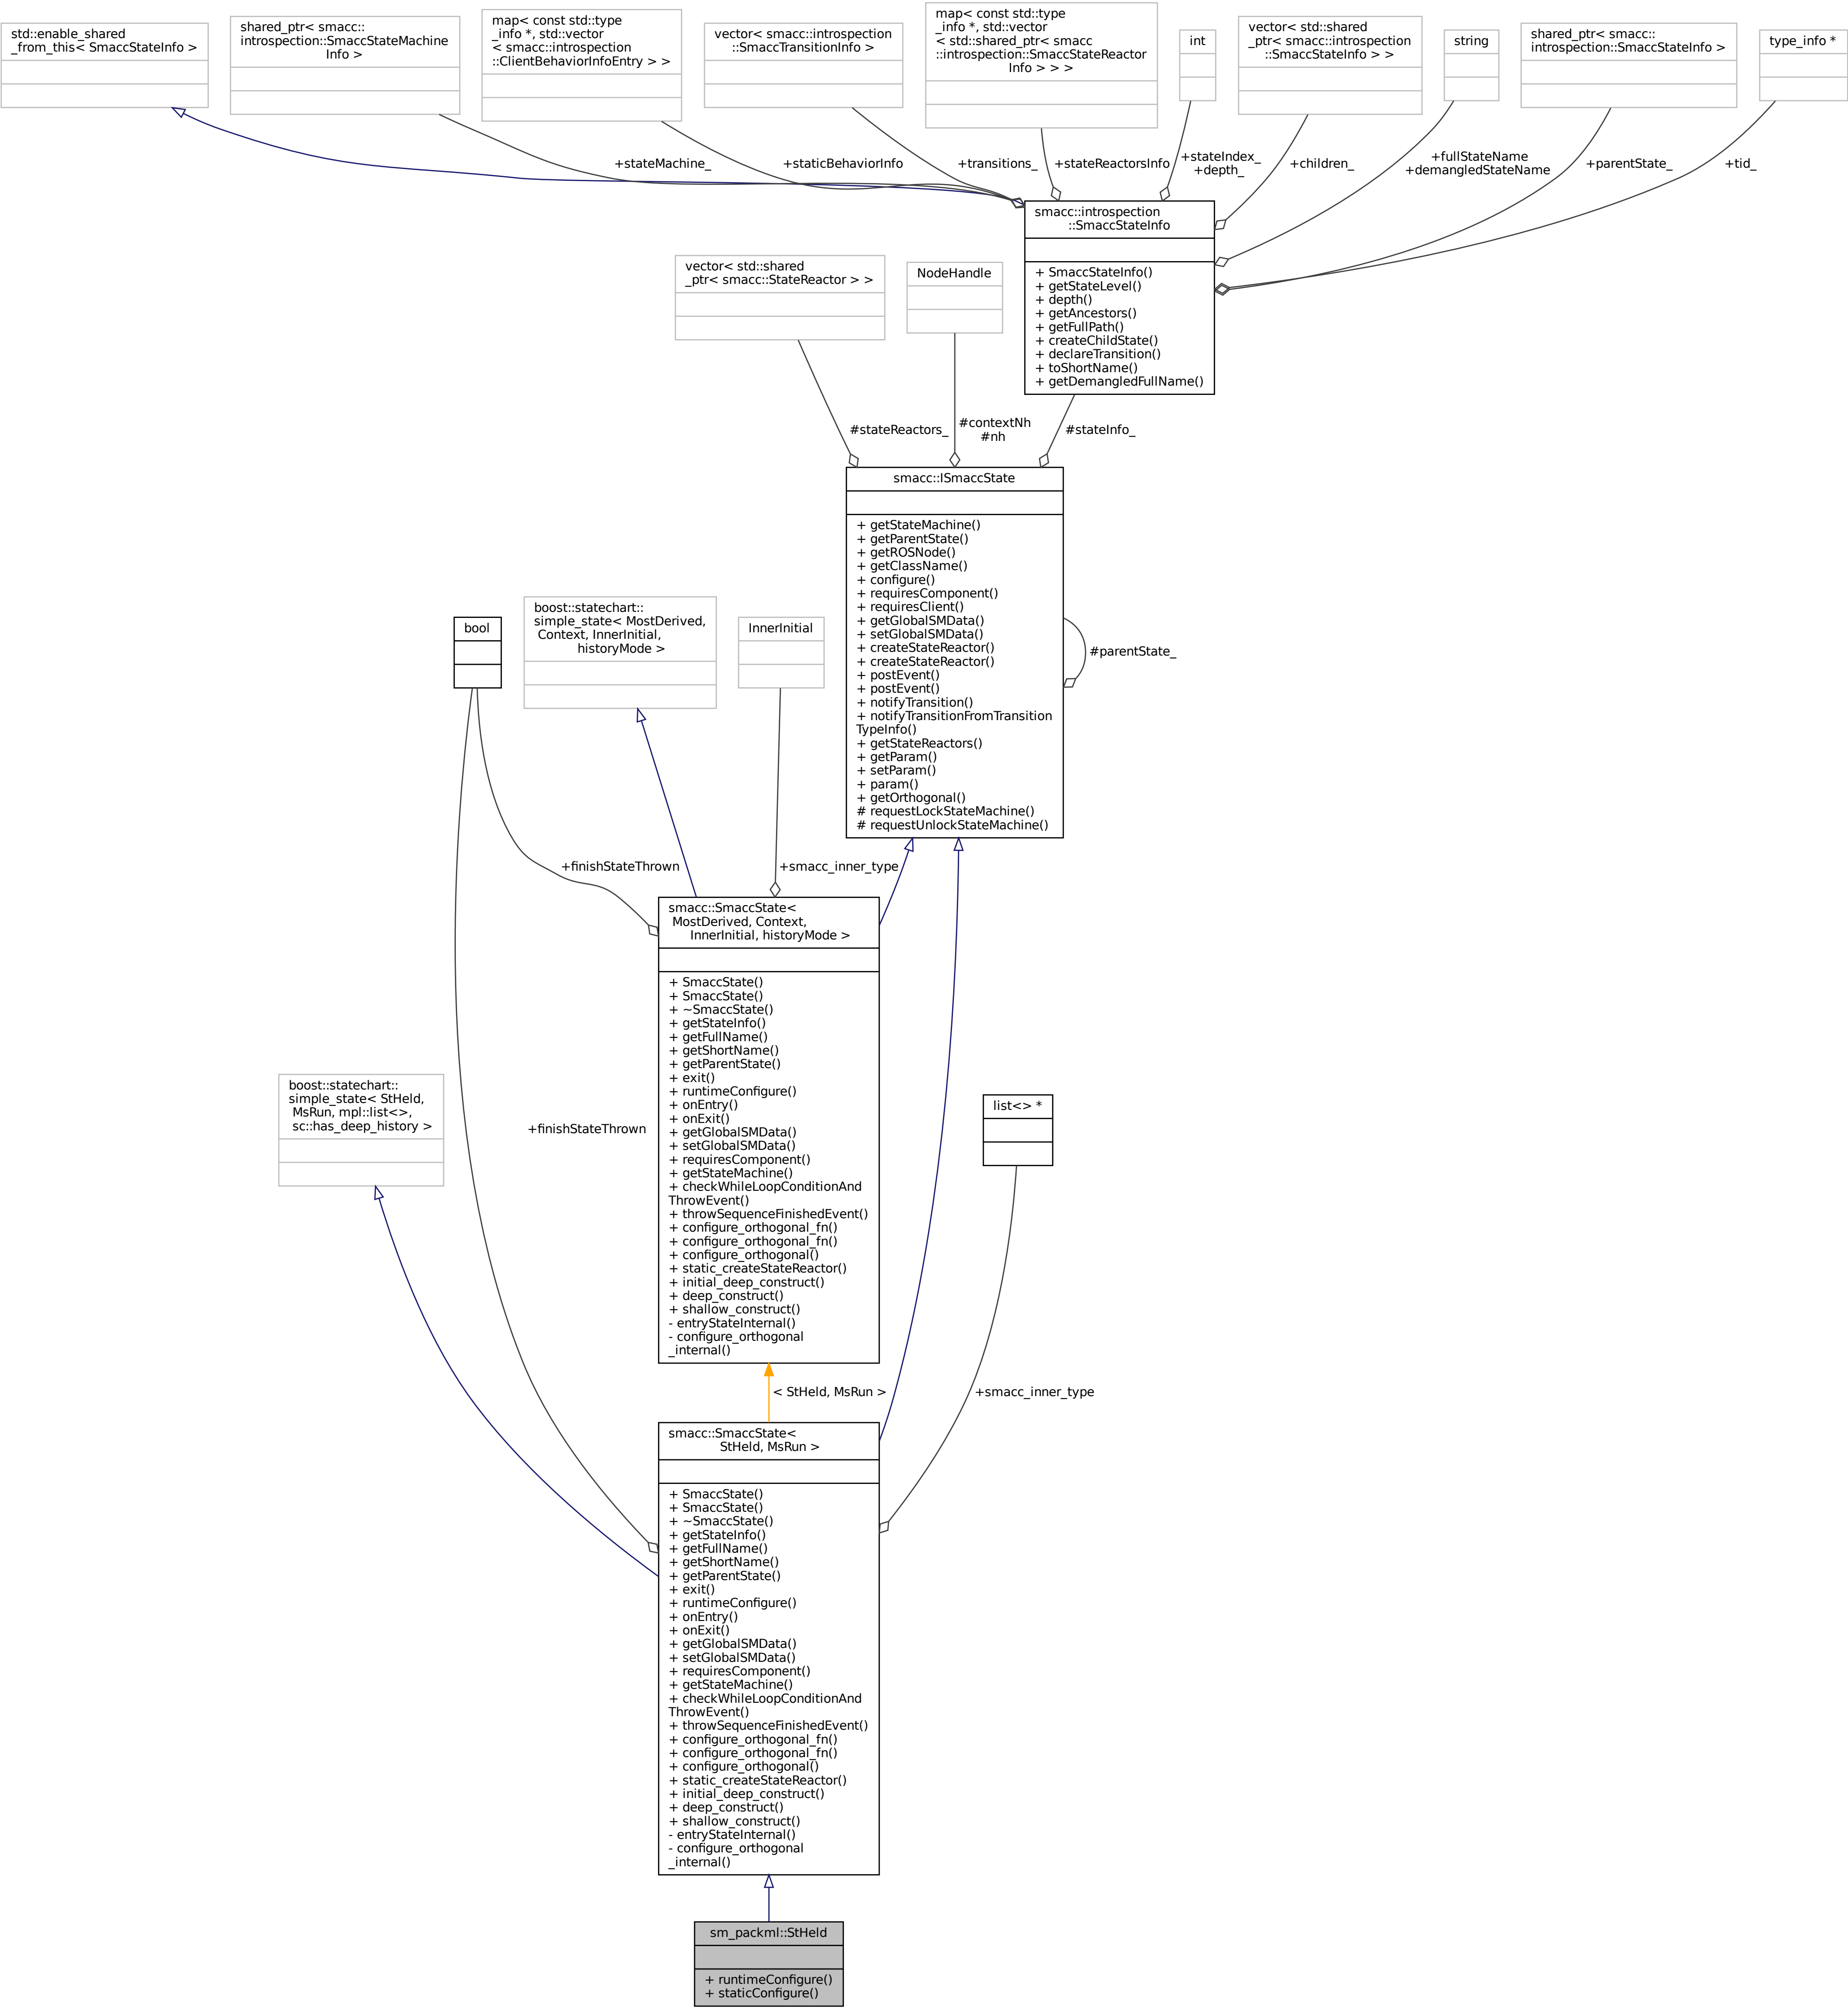 std::enable_shared
_from_this< SmaccStateInfo >
shared_ptr< smacc::
introspection::SmaccStateMachine
Info >
map< const std::type
_info *, std::vector
< smacc::introspection
::ClientBehaviorInfoEntry > >
vector< smacc::introspection
::SmaccTransitionInfo >
map< const std::type
_info *, std::vector
< std::shared_ptr< smacc
::introspection::SmaccStateReactor
Info > > >
int
vector< std::shared
_ptr< smacc::introspection
::SmaccStateInfo > >
string
shared_ptr< smacc::
introspection::SmaccStateInfo >
type_info *
+stateMachine_
+staticBehaviorInfo
+transitions_
+stateReactorsInfo
+stateIndex_
+depth_
+children_
+fullStateName
+demangledStateName
+parentState_
+tid_
smacc::introspection
::SmaccStateInfo
+ SmaccStateInfo()
+ getStateLevel()
+ depth()
+ getAncestors()
+ getFullPath()
+ createChildState()
+ declareTransition()
+ toShortName()
+ getDemangledFullName()
vector< std::shared
_ptr< smacc::StateReactor > >
NodeHandle
#stateReactors_
#contextNh
#nh
#stateInfo_
smacc::ISmaccState
+ getStateMachine()
+ getParentState()
+ getROSNode()
+ getClassName()
+ configure()
+ requiresComponent()
+ requiresClient()
+ getGlobalSMData()
+ setGlobalSMData()
+ createStateReactor()
+ createStateReactor()
+ postEvent()
+ postEvent()
+ notifyTransition()
+ notifyTransitionFromTransition
TypeInfo()
+ getStateReactors()
+ getParam()
+ setParam()
+ param()
+ getOrthogonal()
# requestLockStateMachine()
# requestUnlockStateMachine()
#parentState_
bool
boost::statechart::
simple_state< MostDerived,
Context, InnerInitial,
historyMode >
InnerInitial
+finishStateThrown
+smacc_inner_type
smacc::SmaccState<
MostDerived, Context,
InnerInitial, historyMode >
+ SmaccState()
+ SmaccState()
+ ~SmaccState()
+ getStateInfo()
+ getFullName()
+ getShortName()
+ getParentState()
+ exit()
+ runtimeConfigure()
+ onEntry()
+ onExit()
+ getGlobalSMData()
+ setGlobalSMData()
+ requiresComponent()
+ getStateMachine()
+ checkWhileLoopConditionAnd
ThrowEvent()
+ throwSequenceFinishedEvent()
+ configure_orthogonal_fn()
+ configure_orthogonal_fn()
+ configure_orthogonal()
+ static_createStateReactor()
+ initial_deep_construct()
+ deep_construct()
+ shallow_construct()
- entryStateInternal()
- configure_orthogonal
_internal()
boost::statechart::
simple_state< StHeld,
MsRun, mpl::list<>,
sc::has_deep_history >
+finishStateThrown
list<> *
< StHeld, MsRun >
+smacc_inner_type
smacc::SmaccState<
StHeld, MsRun >
+ SmaccState()
+ SmaccState()
+ ~SmaccState()
+ getStateInfo()
+ getFullName()
+ getShortName()
+ getParentState()
+ exit()
+ runtimeConfigure()
+ onEntry()
+ onExit()
+ getGlobalSMData()
+ setGlobalSMData()
+ requiresComponent()
+ getStateMachine()
+ checkWhileLoopConditionAnd
ThrowEvent()
+ throwSequenceFinishedEvent()
+ configure_orthogonal_fn()
+ configure_orthogonal_fn()
+ configure_orthogonal()
+ static_createStateReactor()
+ initial_deep_construct()
+ deep_construct()
+ shallow_construct()
- entryStateInternal()
- configure_orthogonal
_internal()
sm_packml::StHeld
+ runtimeConfigure()
+ staticConfigure()